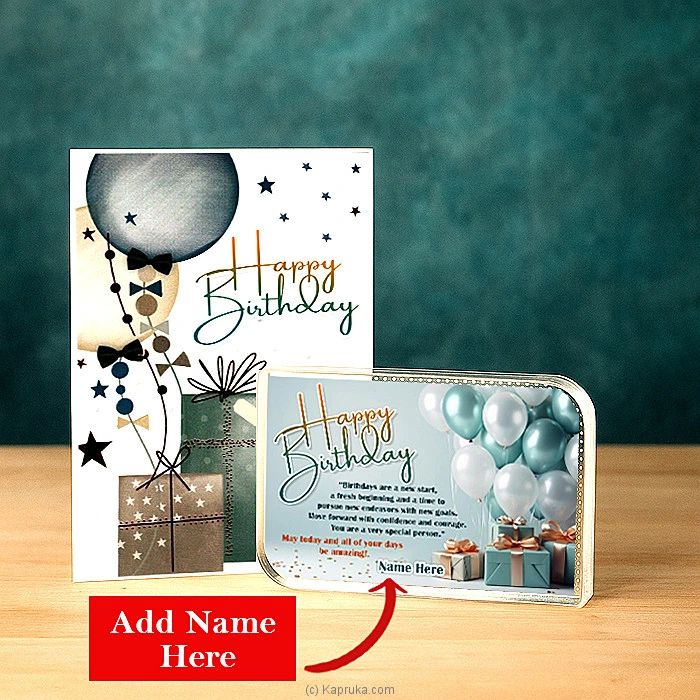 Happy
Birthday
Happy
Birthday
"Birthdays are a new start,
a fresh beginning and a time to
pursue new endeavors with new goals.
Move forward with confidence and courage.
You are a very special person."
May today and all of your days
be amazing!.
Name Here
Add Name
Here
(c) Kapruka.com